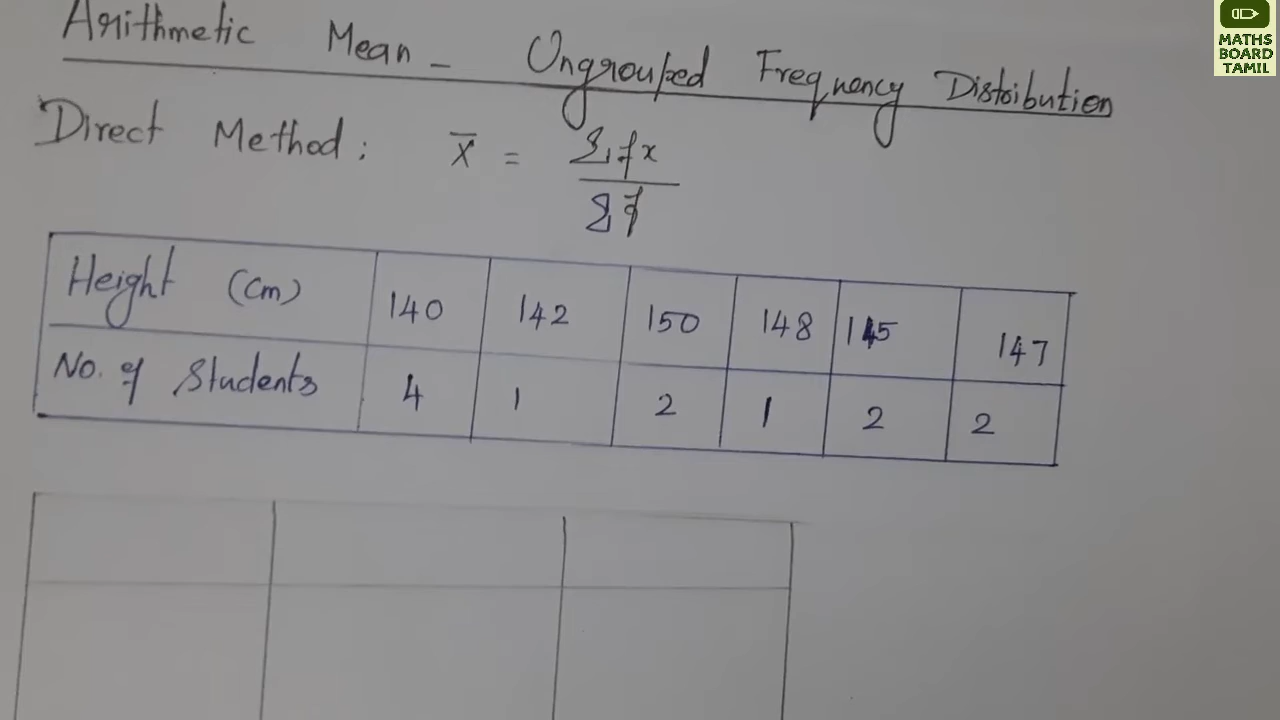 Arithmetic Mean - Ungrouped Frequency Distribution
Direct Method: x̄ = Σfx / Σf
Height (Cm) 140 142 150 148 145 147
No. of Students 4 1 2 1 2 2
MATHS
BOARD
TAMIL